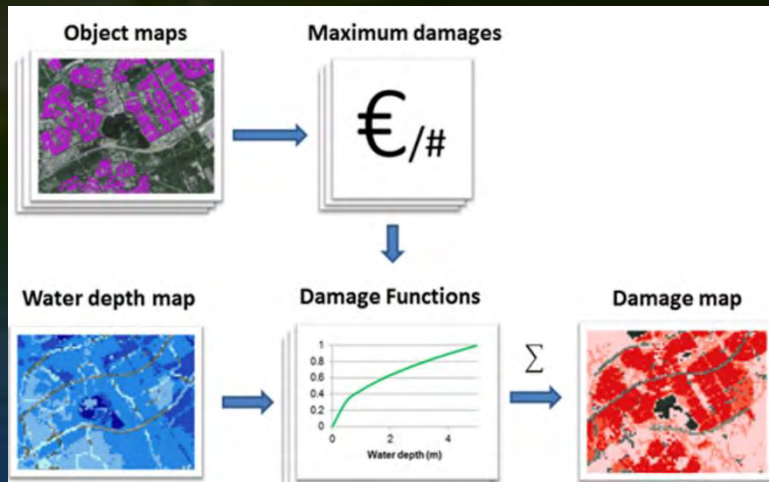 Object maps
Maximum damages
€/#
Water depth map
Damage Functions
Damage map
1
0.8
0.6
0.4
0.2
0
0 2 4
Water depth (m)
∑